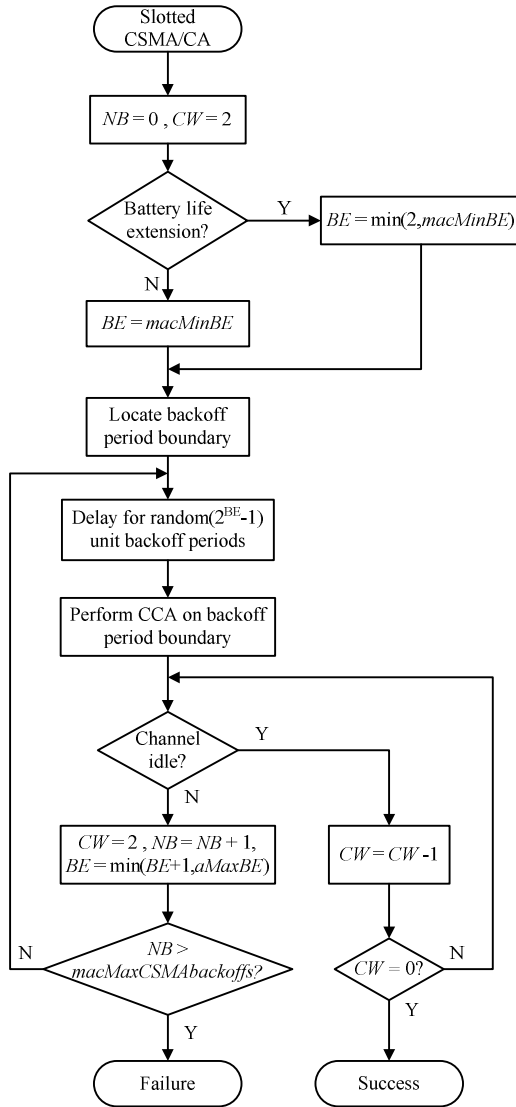 Slotted
CSMA/CA
NB = 0 , CW = 2
Battery life
extension?
Y
BE = min(2,macMinBE)
N
BE = macMinBE
Locate backoff
period boundary
Delay for random(2^BE-1)
unit backoff periods
Perform CCA on backoff
period boundary
Channel
idle?
Y
N
CW = 2 , NB = NB + 1,
BE = min(BE+1,aMaxBE)
CW = CW -1
N
NB >
macMaxCSMAbackoffs?
CW = 0?
N
Y
Y
Failure
Success